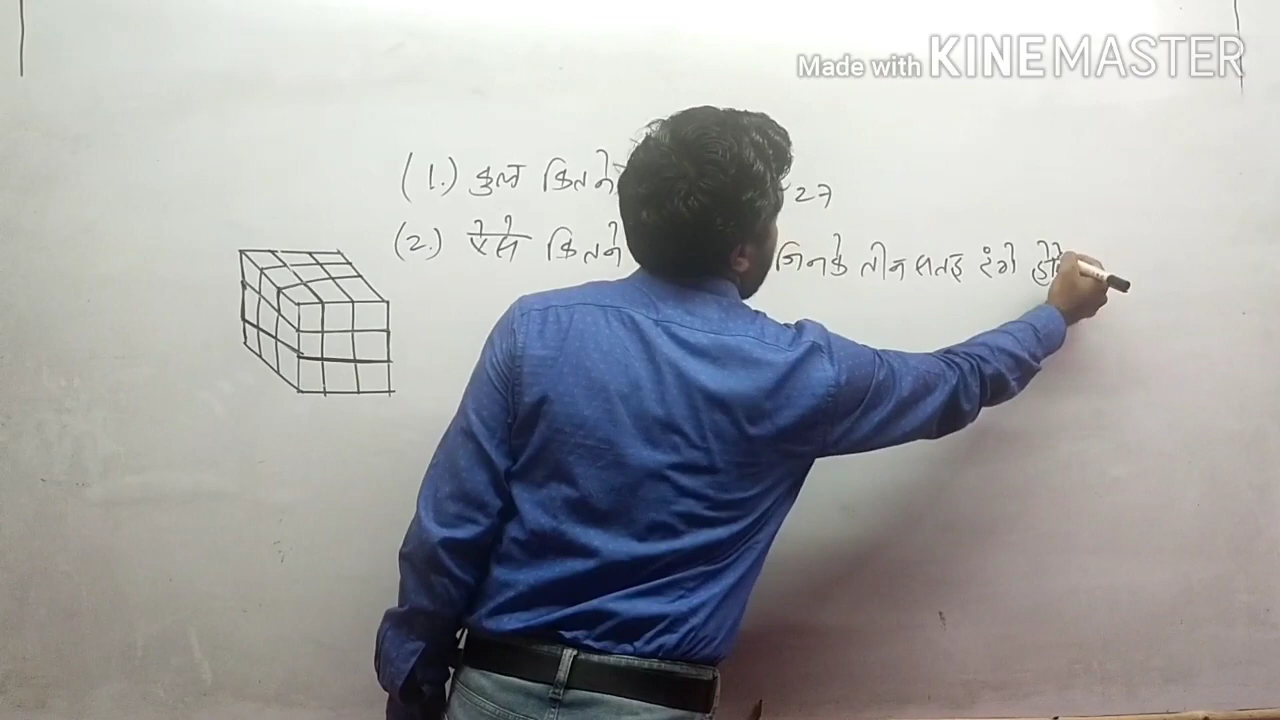 Made with KINEMASTER
(1.) कुल कितने 27
(2.) ऐसे कितने जिनके तीन सतह रंगे होंगे